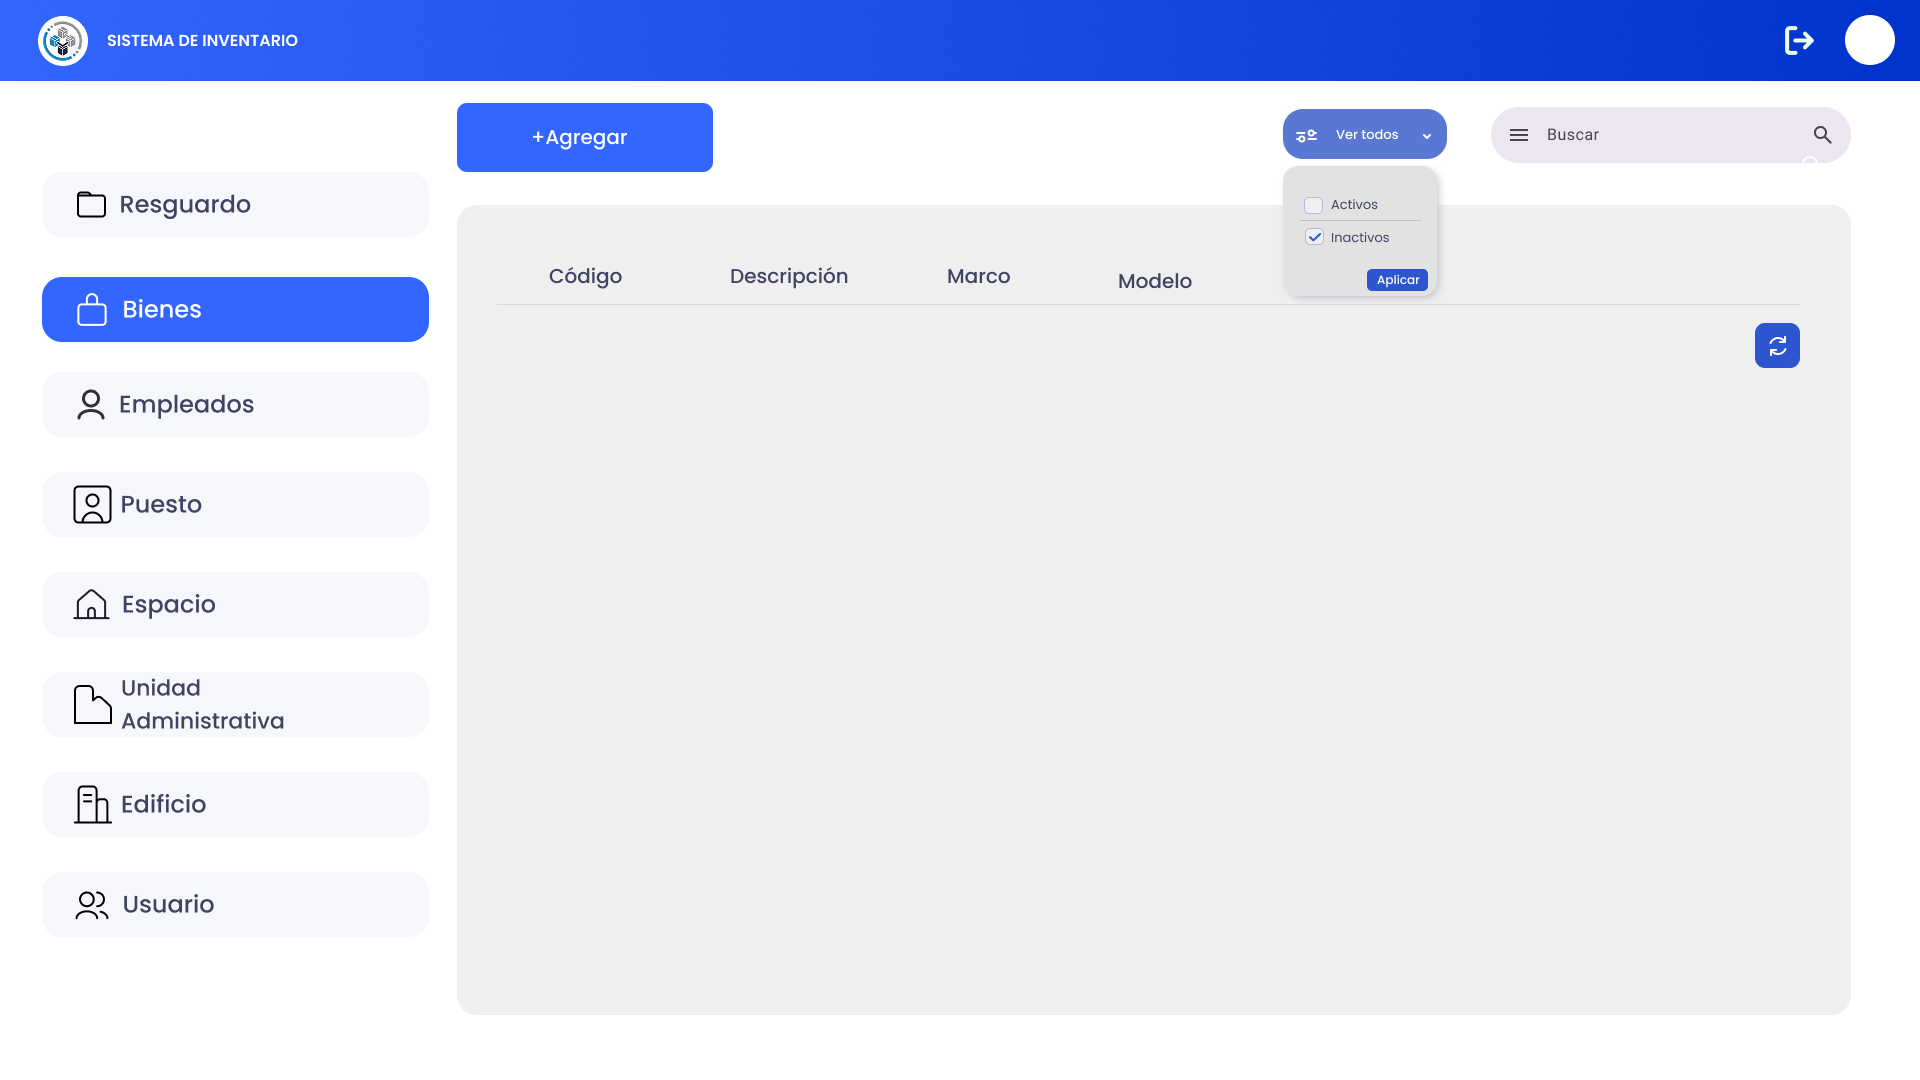 SISTEMA DE INVENTARIO
+Agregar
Ver todos
Buscar
Activos
Inactivos
Aplicar
Resguardo
Bienes
Empleados
Puesto
Espacio
Unidad
Administrativa
Edificio
Usuario
Código
Descripción
Marco
Modelo